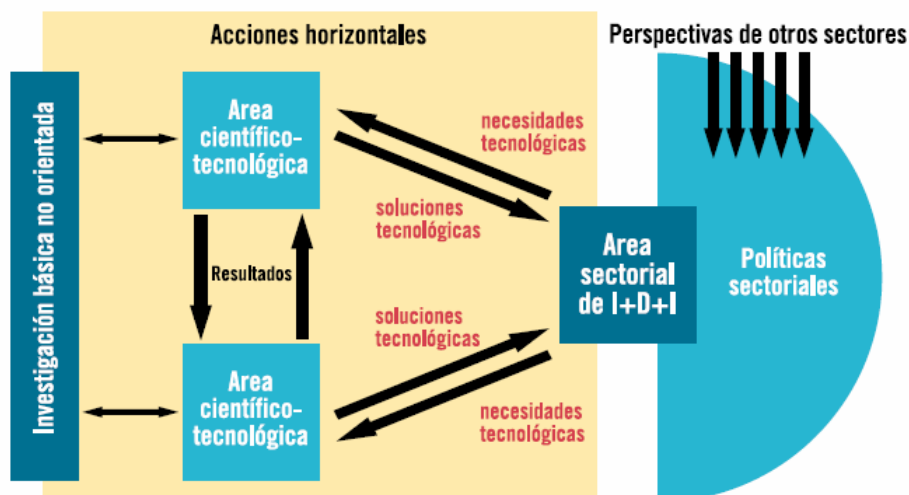 Acciones horizontales
Perspectivas de otros sectores
Investigación básica no orientada
Area
científico-
tecnológica
necesidades
tecnológicas
soluciones
tecnológicas
Resultados
Area
sectorial
de I+D+I
Políticas
sectoriales
soluciones
tecnológicas
Area
científico-
tecnológica
necesidades
tecnológicas